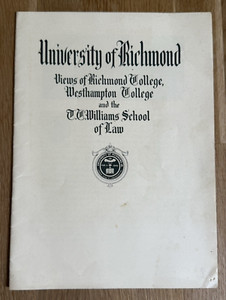 University of Richmond
Views of Richmond College,
Westhampton College
and the
T.C. Williams School
of Law